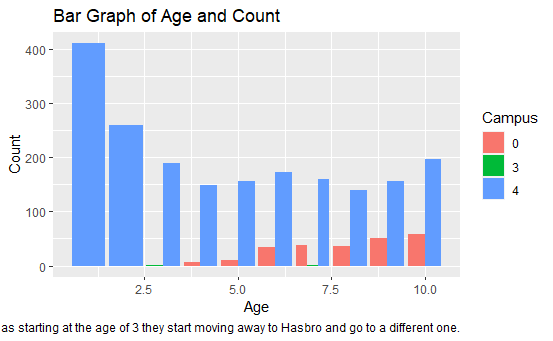 Bar Graph of Age and Count
400
300
200
100
0
Count
2.5 5.0 7.5 10.0
Age
Campus
0
3
4
as starting at the age of 3 they start moving away to Hasbro and go to a different one.